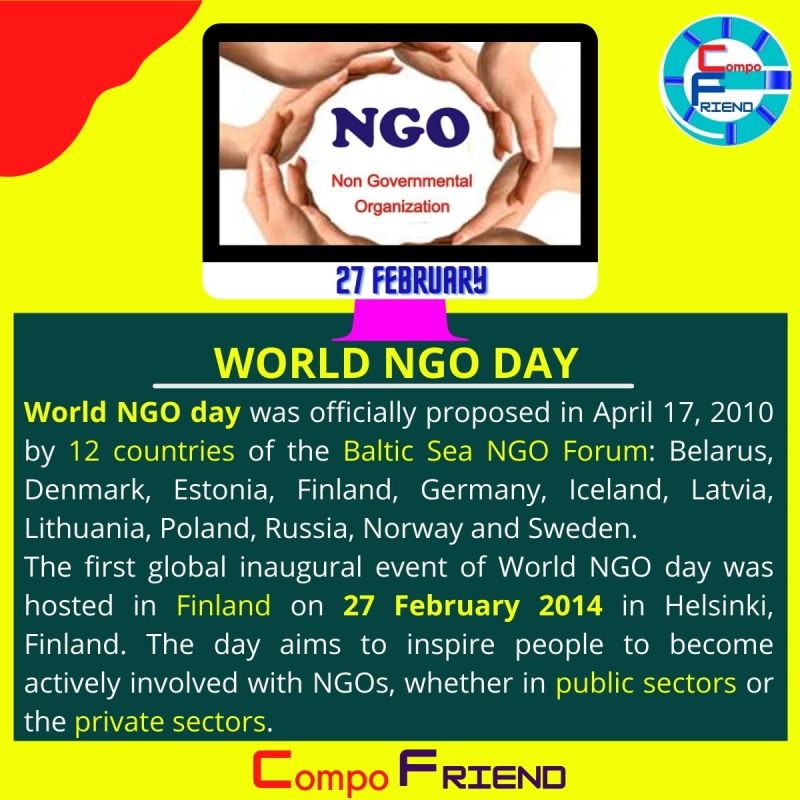 NGO
Non Governmental
Organization
Compo
FRIEND
27 FEBRUARY
WORLD NGO DAY
World NGO day was officially proposed in April 17, 2010
by 12 countries of the Baltic Sea NGO Forum: Belarus,
Denmark, Estonia, Finland, Germany, Iceland, Latvia,
Lithuania, Poland, Russia, Norway and Sweden.
The first global inaugural event of World NGO day was
hosted in Finland on 27 February 2014 in Helsinki,
Finland. The day aims to inspire people to become
actively involved with NGOs, whether in public sectors or
the private sectors.
Compo FRIEND